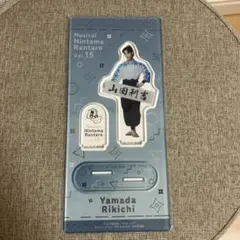 Musical
Nintama
Rantaro
vol.15
山田利吉
Musical
Nintama
Rantaro
Yamada
Rikichi